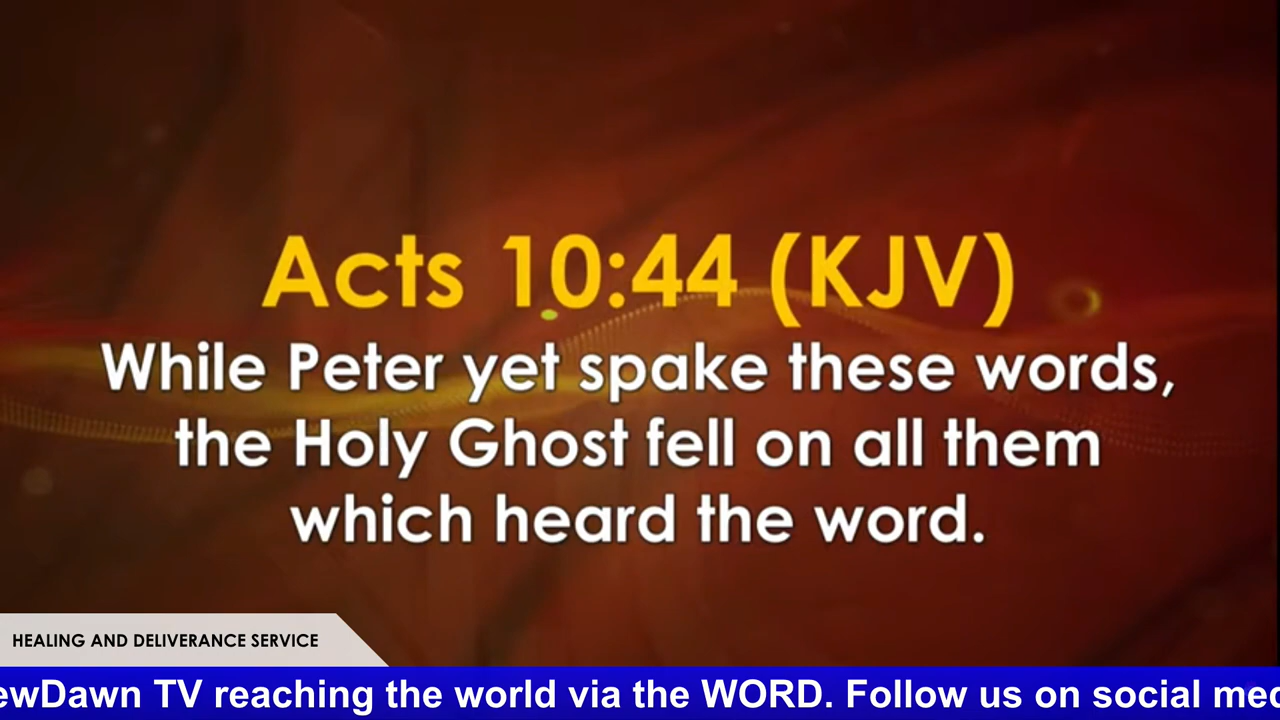 Acts 10:44 (KJV)
While Peter yet spake these words,
the Holy Ghost fell on all them
which heard the word.
HEALING AND DELIVERANCE SERVICE
ewDawn TV reaching the world via the WORD. Follow us on social med